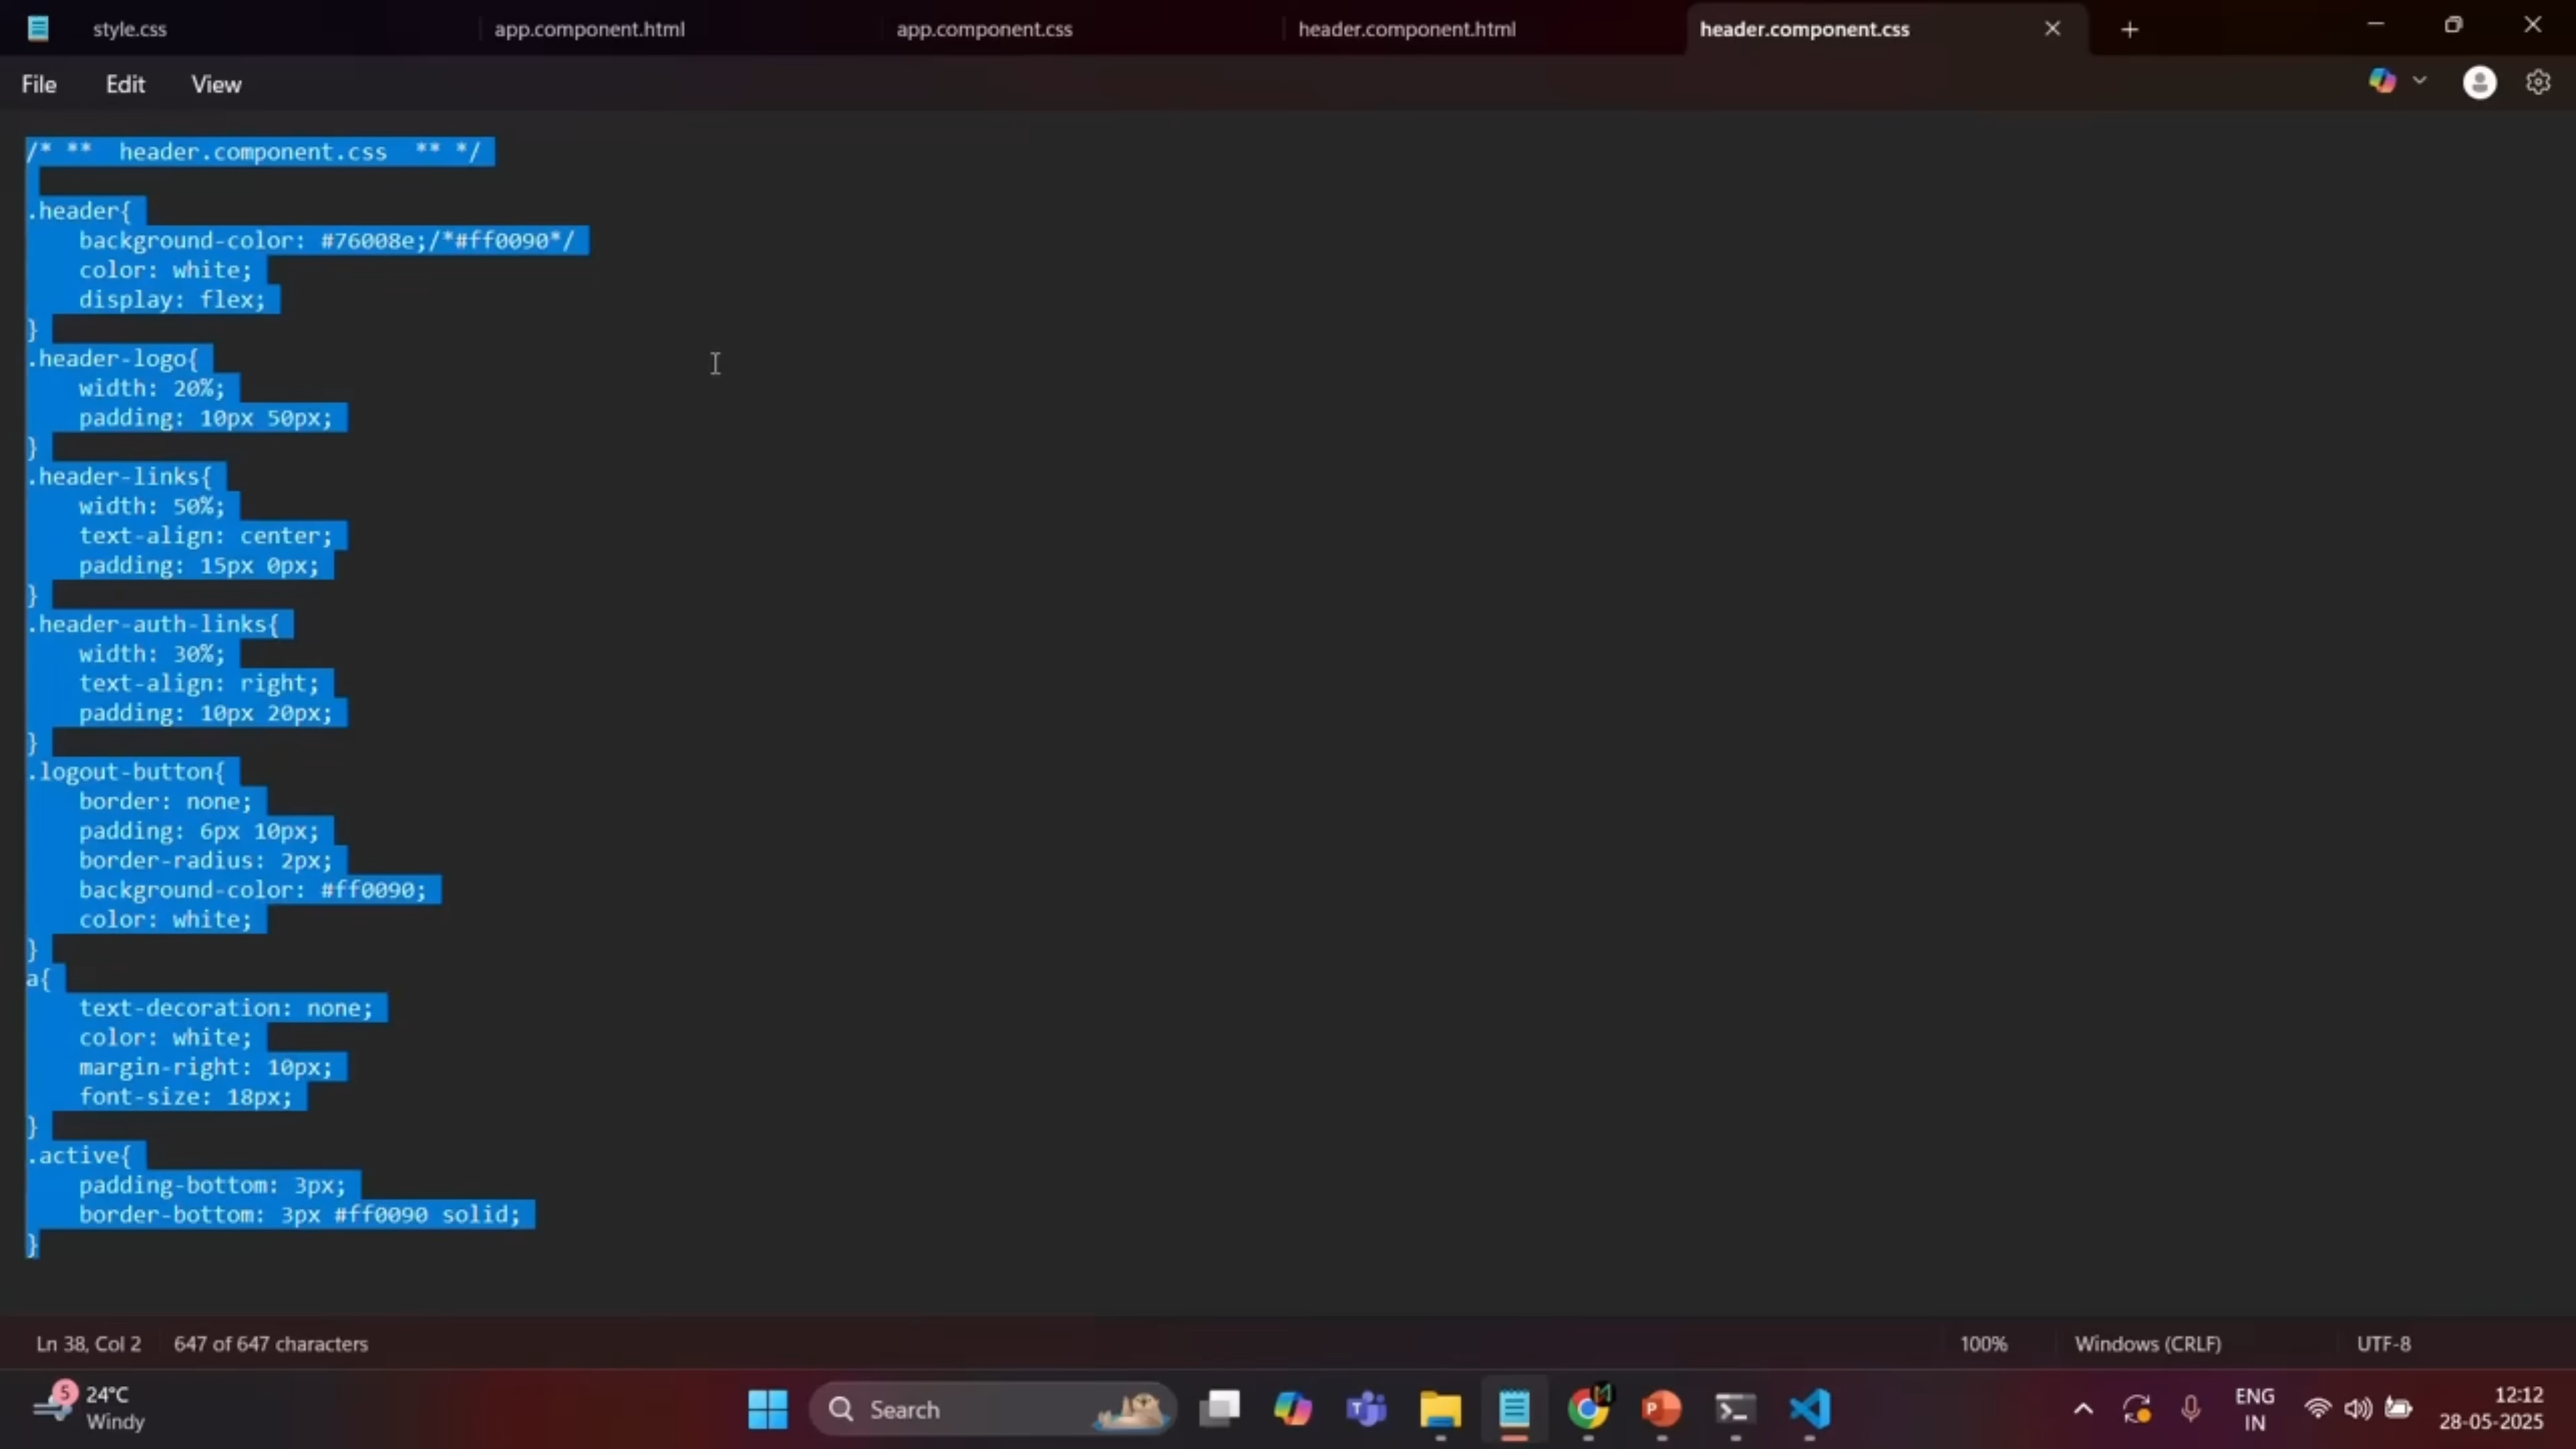 style.css
app.component.html
app.component.css
header.component.html
header.component.css
File
Edit
View
/* **  header.component.css  ** */
.header{
    background-color: #76008e;/*#ff0090*/
    color: white;
    display: flex;
}
.header-logo{
    width: 20%;
    padding: 10px 50px;
}
.header-links{
    width: 50%;
    text-align: center;
    padding: 15px 0px;
}
.header-auth-links{
    width: 30%;
    text-align: right;
    padding: 10px 20px;
}
.logout-button{
    border: none;
    padding: 6px 10px;
    border-radius: 2px;
    background-color: #ff0090;
    color: white;
}
a{
    text-decoration: none;
    color: white;
    margin-right: 10px;
    font-size: 18px;
}
.active{
    padding-bottom: 3px;
    border-bottom: 3px #ff0090 solid;
}
Ln 38, Col 2
647 of 647 characters
100%
Windows (CRLF)
UTF-8
5
24°C
Windy
Search
ENG
IN
12:12
28-05-2025